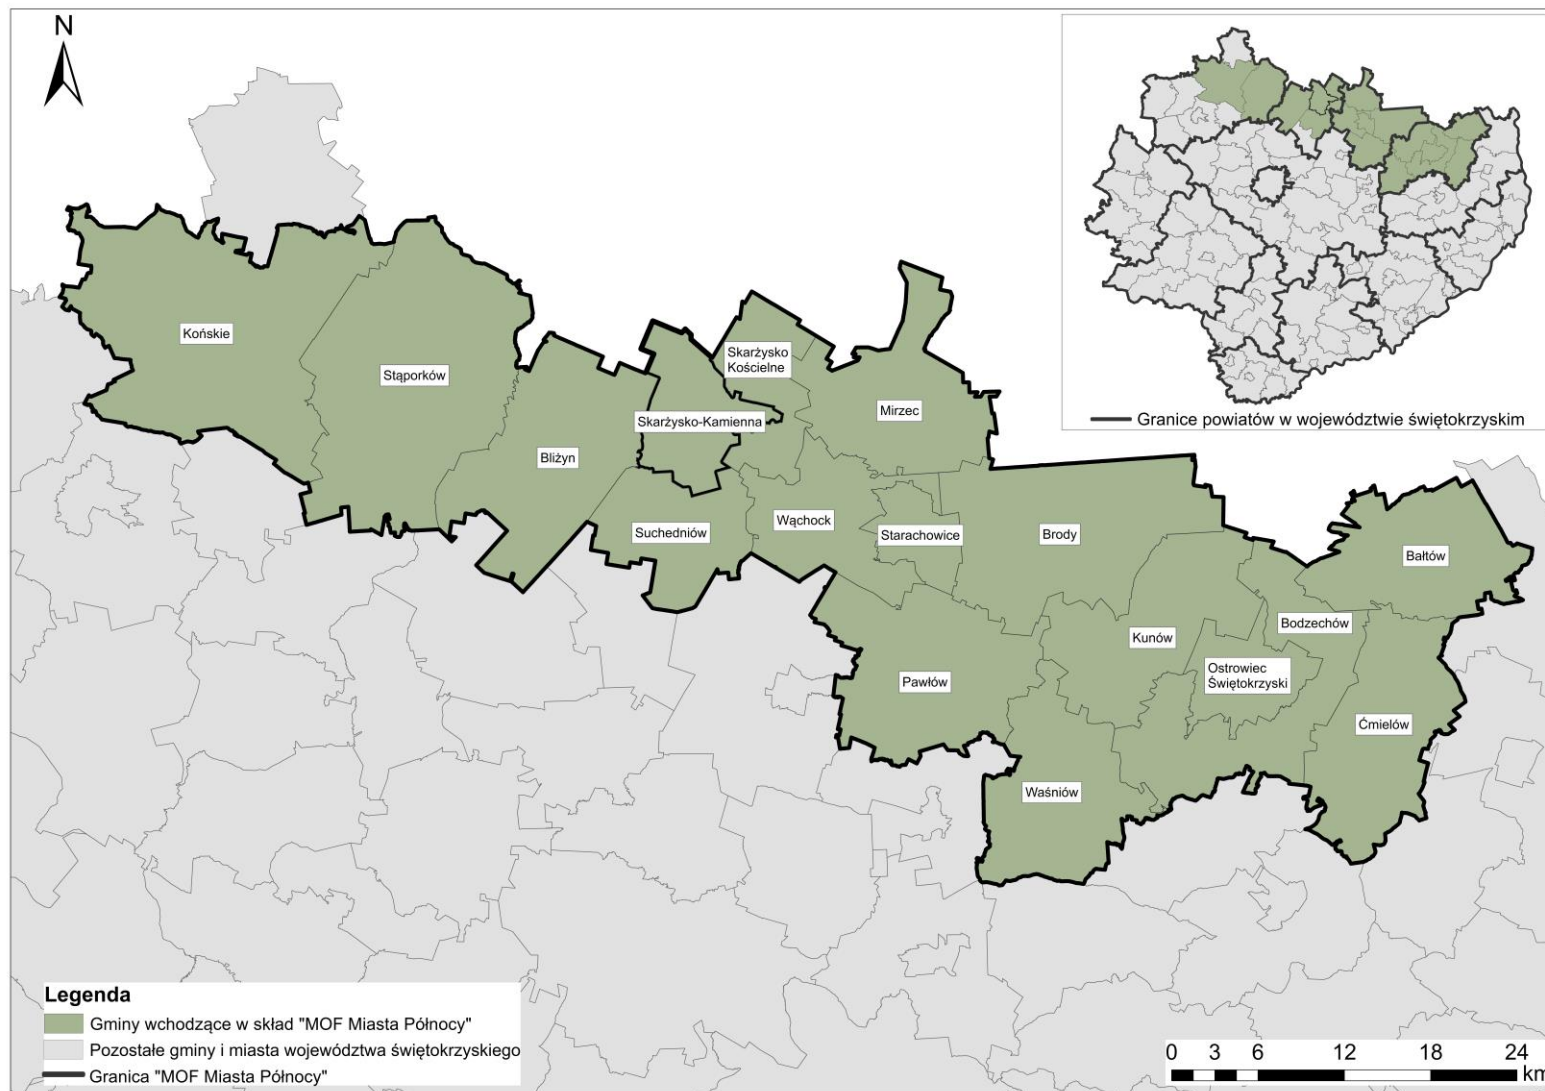 N
Końskie
Stąporków
Bliżyn
Skarżysko
Kościelne
Skarżysko-Kamienna
Mirzec
Suchedniów
Wąchock
Starachowice
Brody
Bałtów
Bodzechów
Kunów
Ostrowiec
Świętokrzyski
Pawłów
Ćmielów
Waśniów
Granice powiatów w województwie świętokrzyskim
Legenda
Gminy wchodzące w skład "MOF Miasta Północy"
Pozostałe gminy i miasta województwa świętokrzyskiego
Granica "MOF Miasta Północy"
0 3 6 12 18 24
km